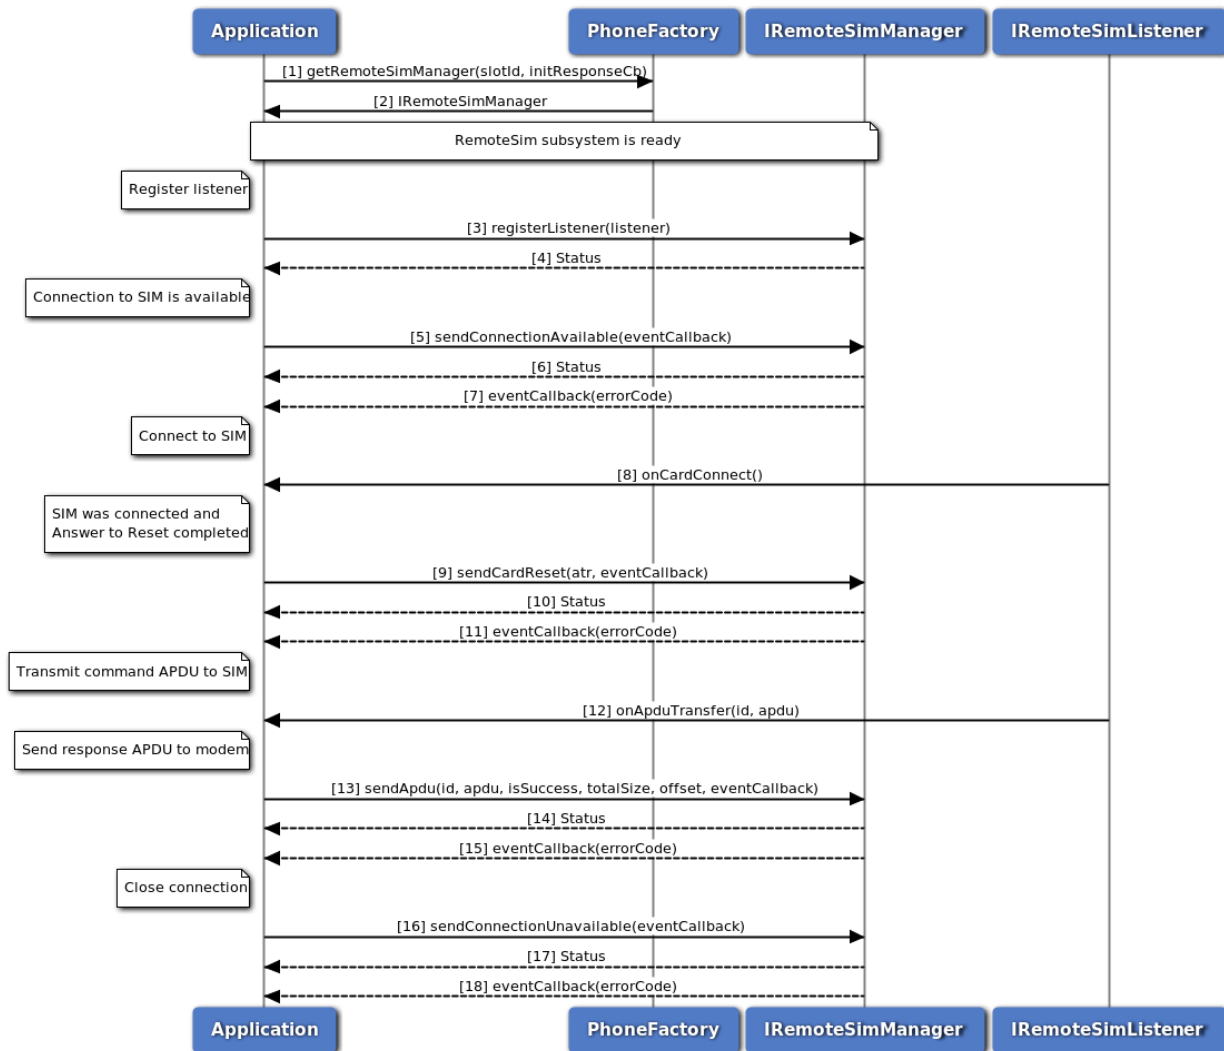 Application
PhoneFactory
IRemoteSimManager
IRemoteSimListener
[1] getRemoteSimManager(slotId, initResponseCb)
[2] IRemoteSimManager
RemoteSim subsystem is ready
Register listener
[3] registerListener(listener)
[4] Status
Connection to SIM is available
[5] sendConnectionAvailable(eventCallback)
[6] Status
[7] eventCallback(errorCode)
Connect to SIM
[8] onCardConnect()
SIM was connected and
Answer to Reset completed
[9] sendCardReset(atr, eventCallback)
[10] Status
[11] eventCallback(errorCode)
Transmit command APDU to SIM
[12] onApduTransfer(id, apdu)
Send response APDU to modem
[13] sendApdu(id, apdu, isSuccess, totalSize, offset, eventCallback)
[14] Status
[15] eventCallback(errorCode)
Close connection
[16] sendConnectionUnavailable(eventCallback)
[17] Status
[18] eventCallback(errorCode)
Application
PhoneFactory
IRemoteSimManager
IRemoteSimListener